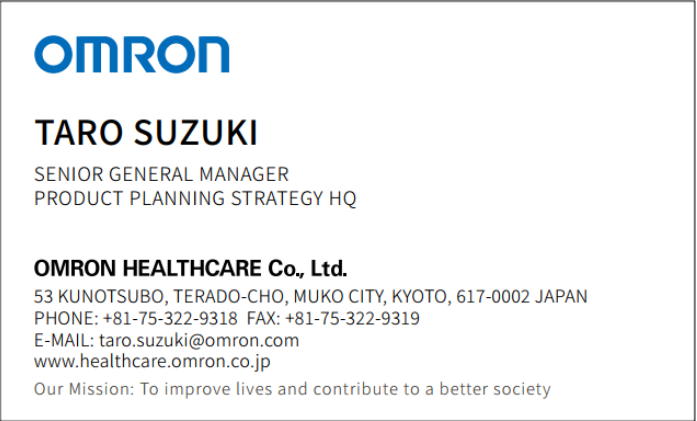 OMRON
TARO SUZUKI
SENIOR GENERAL MANAGER
PRODUCT PLANNING STRATEGY HQ
OMRON HEALTHCARE Co., Ltd.
53 KUNOTSUBO, TERADO-CHO, MUKO CITY, KYOTO, 617-0002 JAPAN
PHONE: +81-75-322-9318 FAX: +81-75-322-9319
E-MAIL: taro.suzuki@omron.com
www.healthcare.omron.co.jp
Our Mission: To improve lives and contribute to a better society